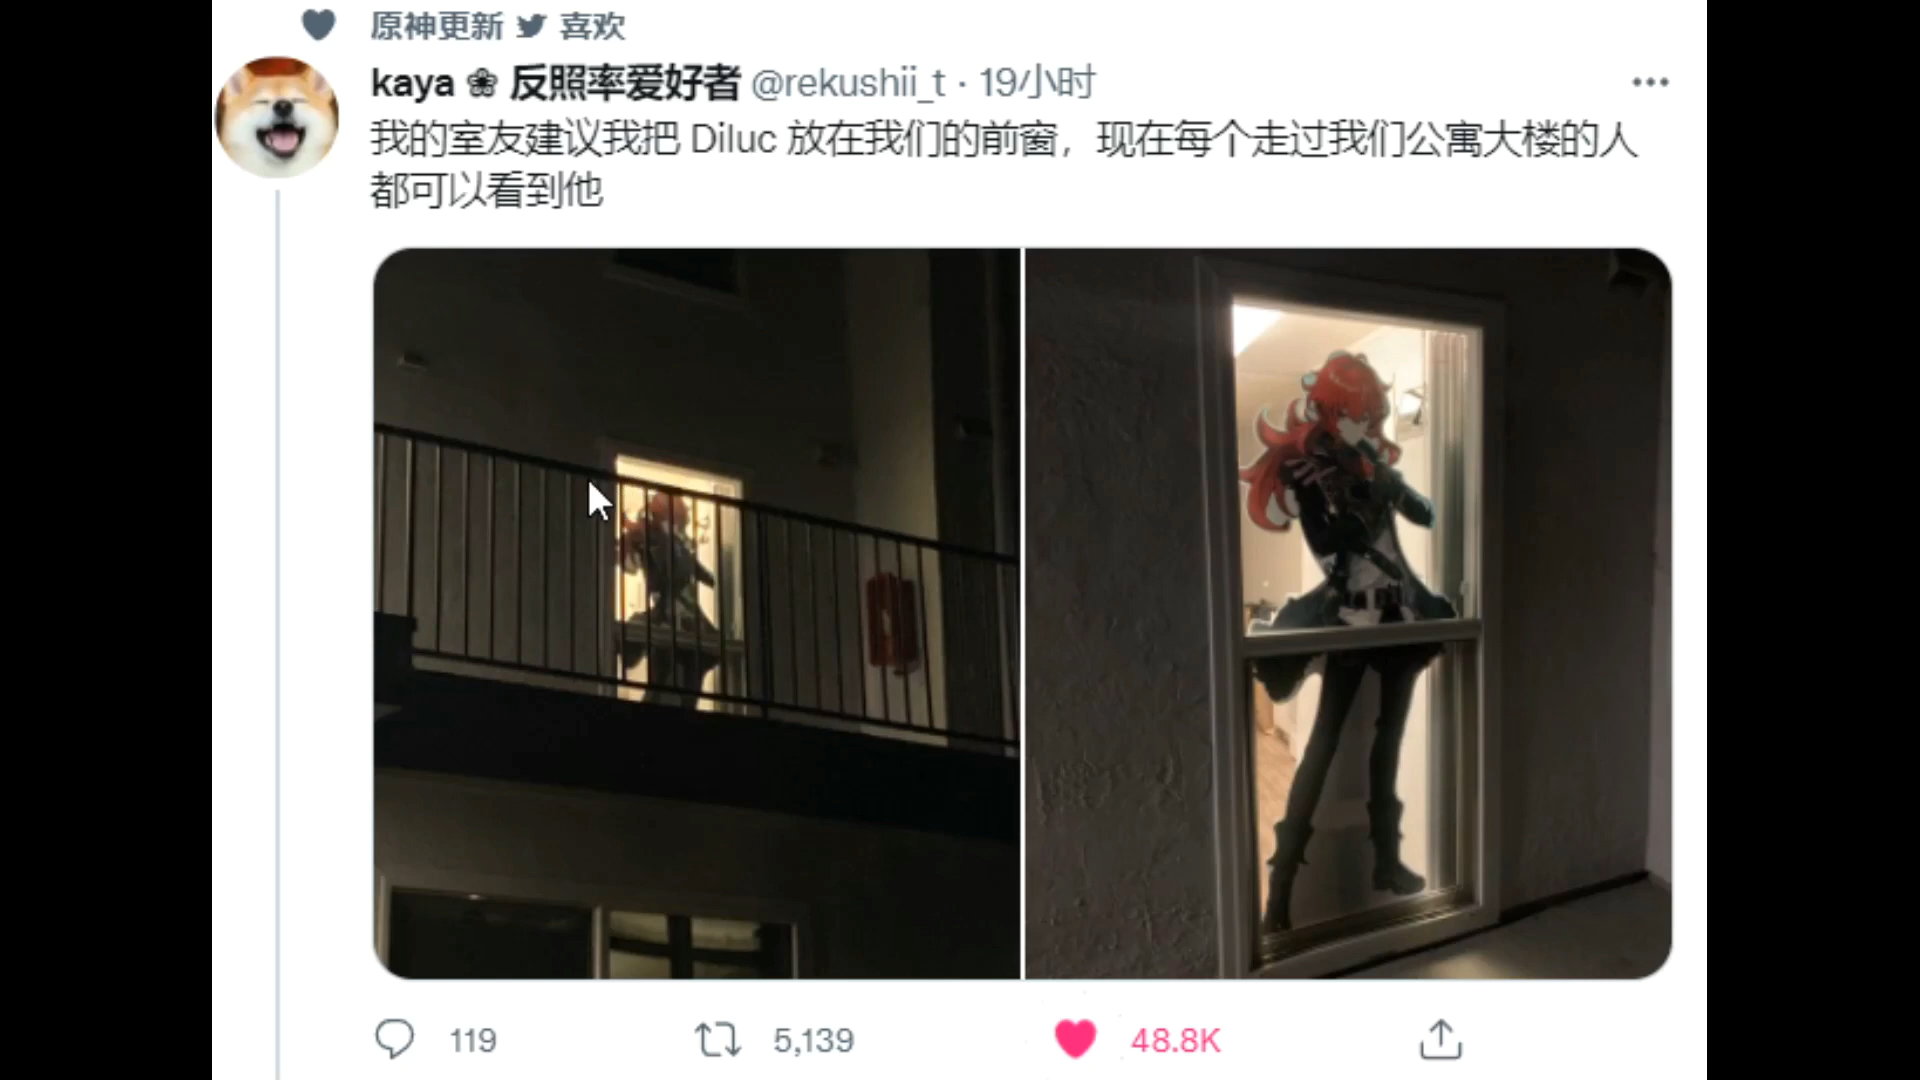 原神更新 喜欢
kaya ❀ 反照率爱好者 @rekushii_t · 19小时
我的室友建议我把 Diluc 放在我们的前窗，现在每个走过我们公寓大楼的人
都可以看到他
119 5,139 48.8K